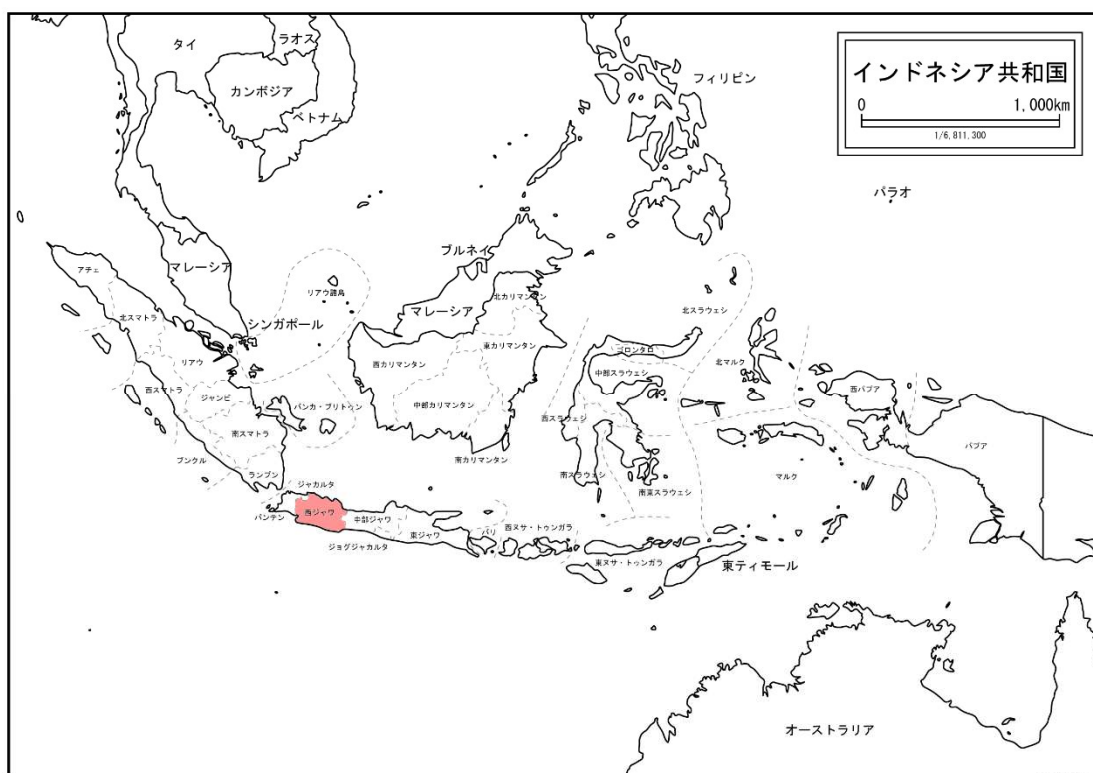 タイ
ラオス
カンボジア
ベトナム
フィリピン
インドネシア共和国
0 1,000km
1/6,811,300
パラオ
ブルネイ
マレーシア
マレーシア
シンガポール
リアウ諸島
アチェ
北スマトラ
リアウ
西スマトラ
ジャンビ
バンカ・ブリトゥン
南スマトラ
ブンクル
ランプン
北カリマンタン
東カリマンタン
西カリマンタン
中部カリマンタン
南カリマンタン
北スラウェシ
ゴロンタロ
中部スラウェシ
西スラウェシ
南スラウェシ
南東スラウェシ
北マルク
マルク
西パプア
パプア
ジャカルタ
バンテン
西ジャワ
中部ジャワ
ジョグジャカルタ
東ジャワ
バリ
西ヌサ・トゥンガラ
東ヌサ・トゥンガラ
東ティモール
オーストラリア